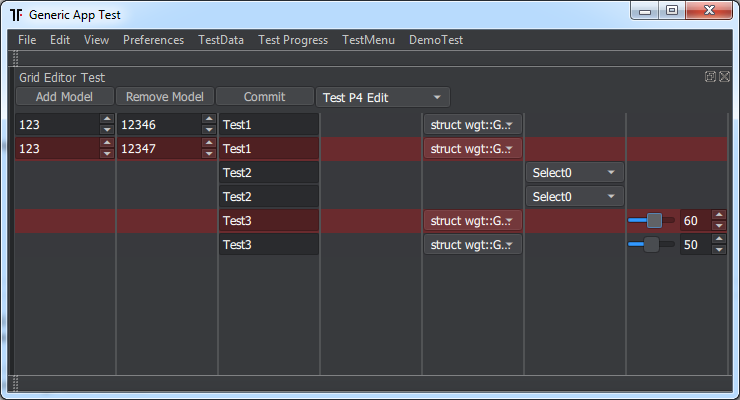 Generic App Test
File Edit View Preferences TestData Test Progress TestMenu DemoTest
Grid Editor Test
Add Model Remove Model Commit Test P4 Edit
123 12346 Test1 struct wgt::G..
123 12347 Test1 struct wgt::G..
Test2 Select0
Test2 Select0
Test3 struct wgt::G.. 60
Test3 struct wgt::G.. 50